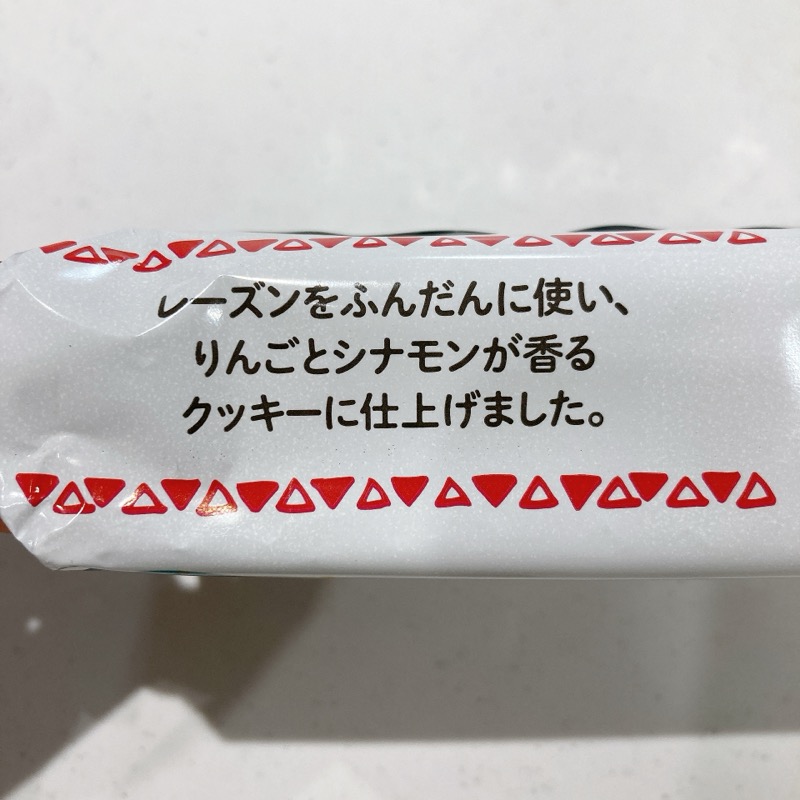 レーズンをふんだんに使い、
りんごとシナモンが香る
クッキーに仕上げました。